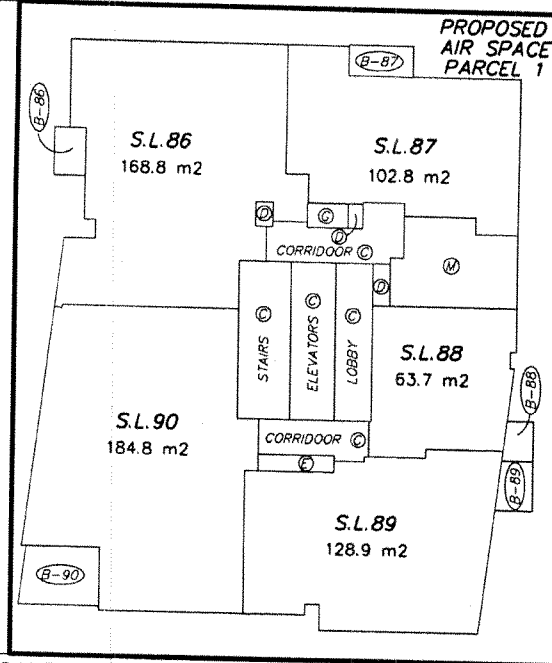 PROPOSED
AIR SPACE
PARCEL 1
B-87
B-86
S.L.86
168.8 m2
S.L.87
102.8 m2
D
G
D
CORRIDOOR C
M
D
STAIRS C
ELEVATORS C
LOBBY C
S.L.88
63.7 m2
B-88
S.L.90
184.8 m2
CORRIDOOR C
E
B-89
S.L.89
128.9 m2
B-90